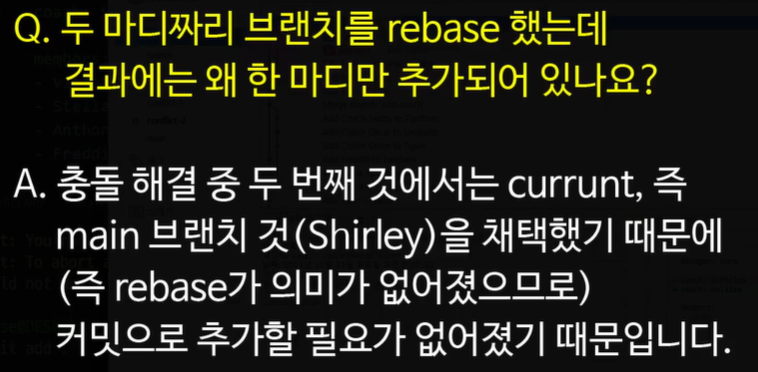 Q. 두 마디짜리 브랜치를 rebase 했는데
결과에는 왜 한 마디만 추가되어 있나요?
A. 충돌 해결 중 두 번째 것에서는 currunt, 즉
main 브랜치 것(Shirley)을 채택했기 때문에
(즉 rebase가 의미가 없어졌으므로)
커밋으로 추가할 필요가 없어졌기 때문입니다.